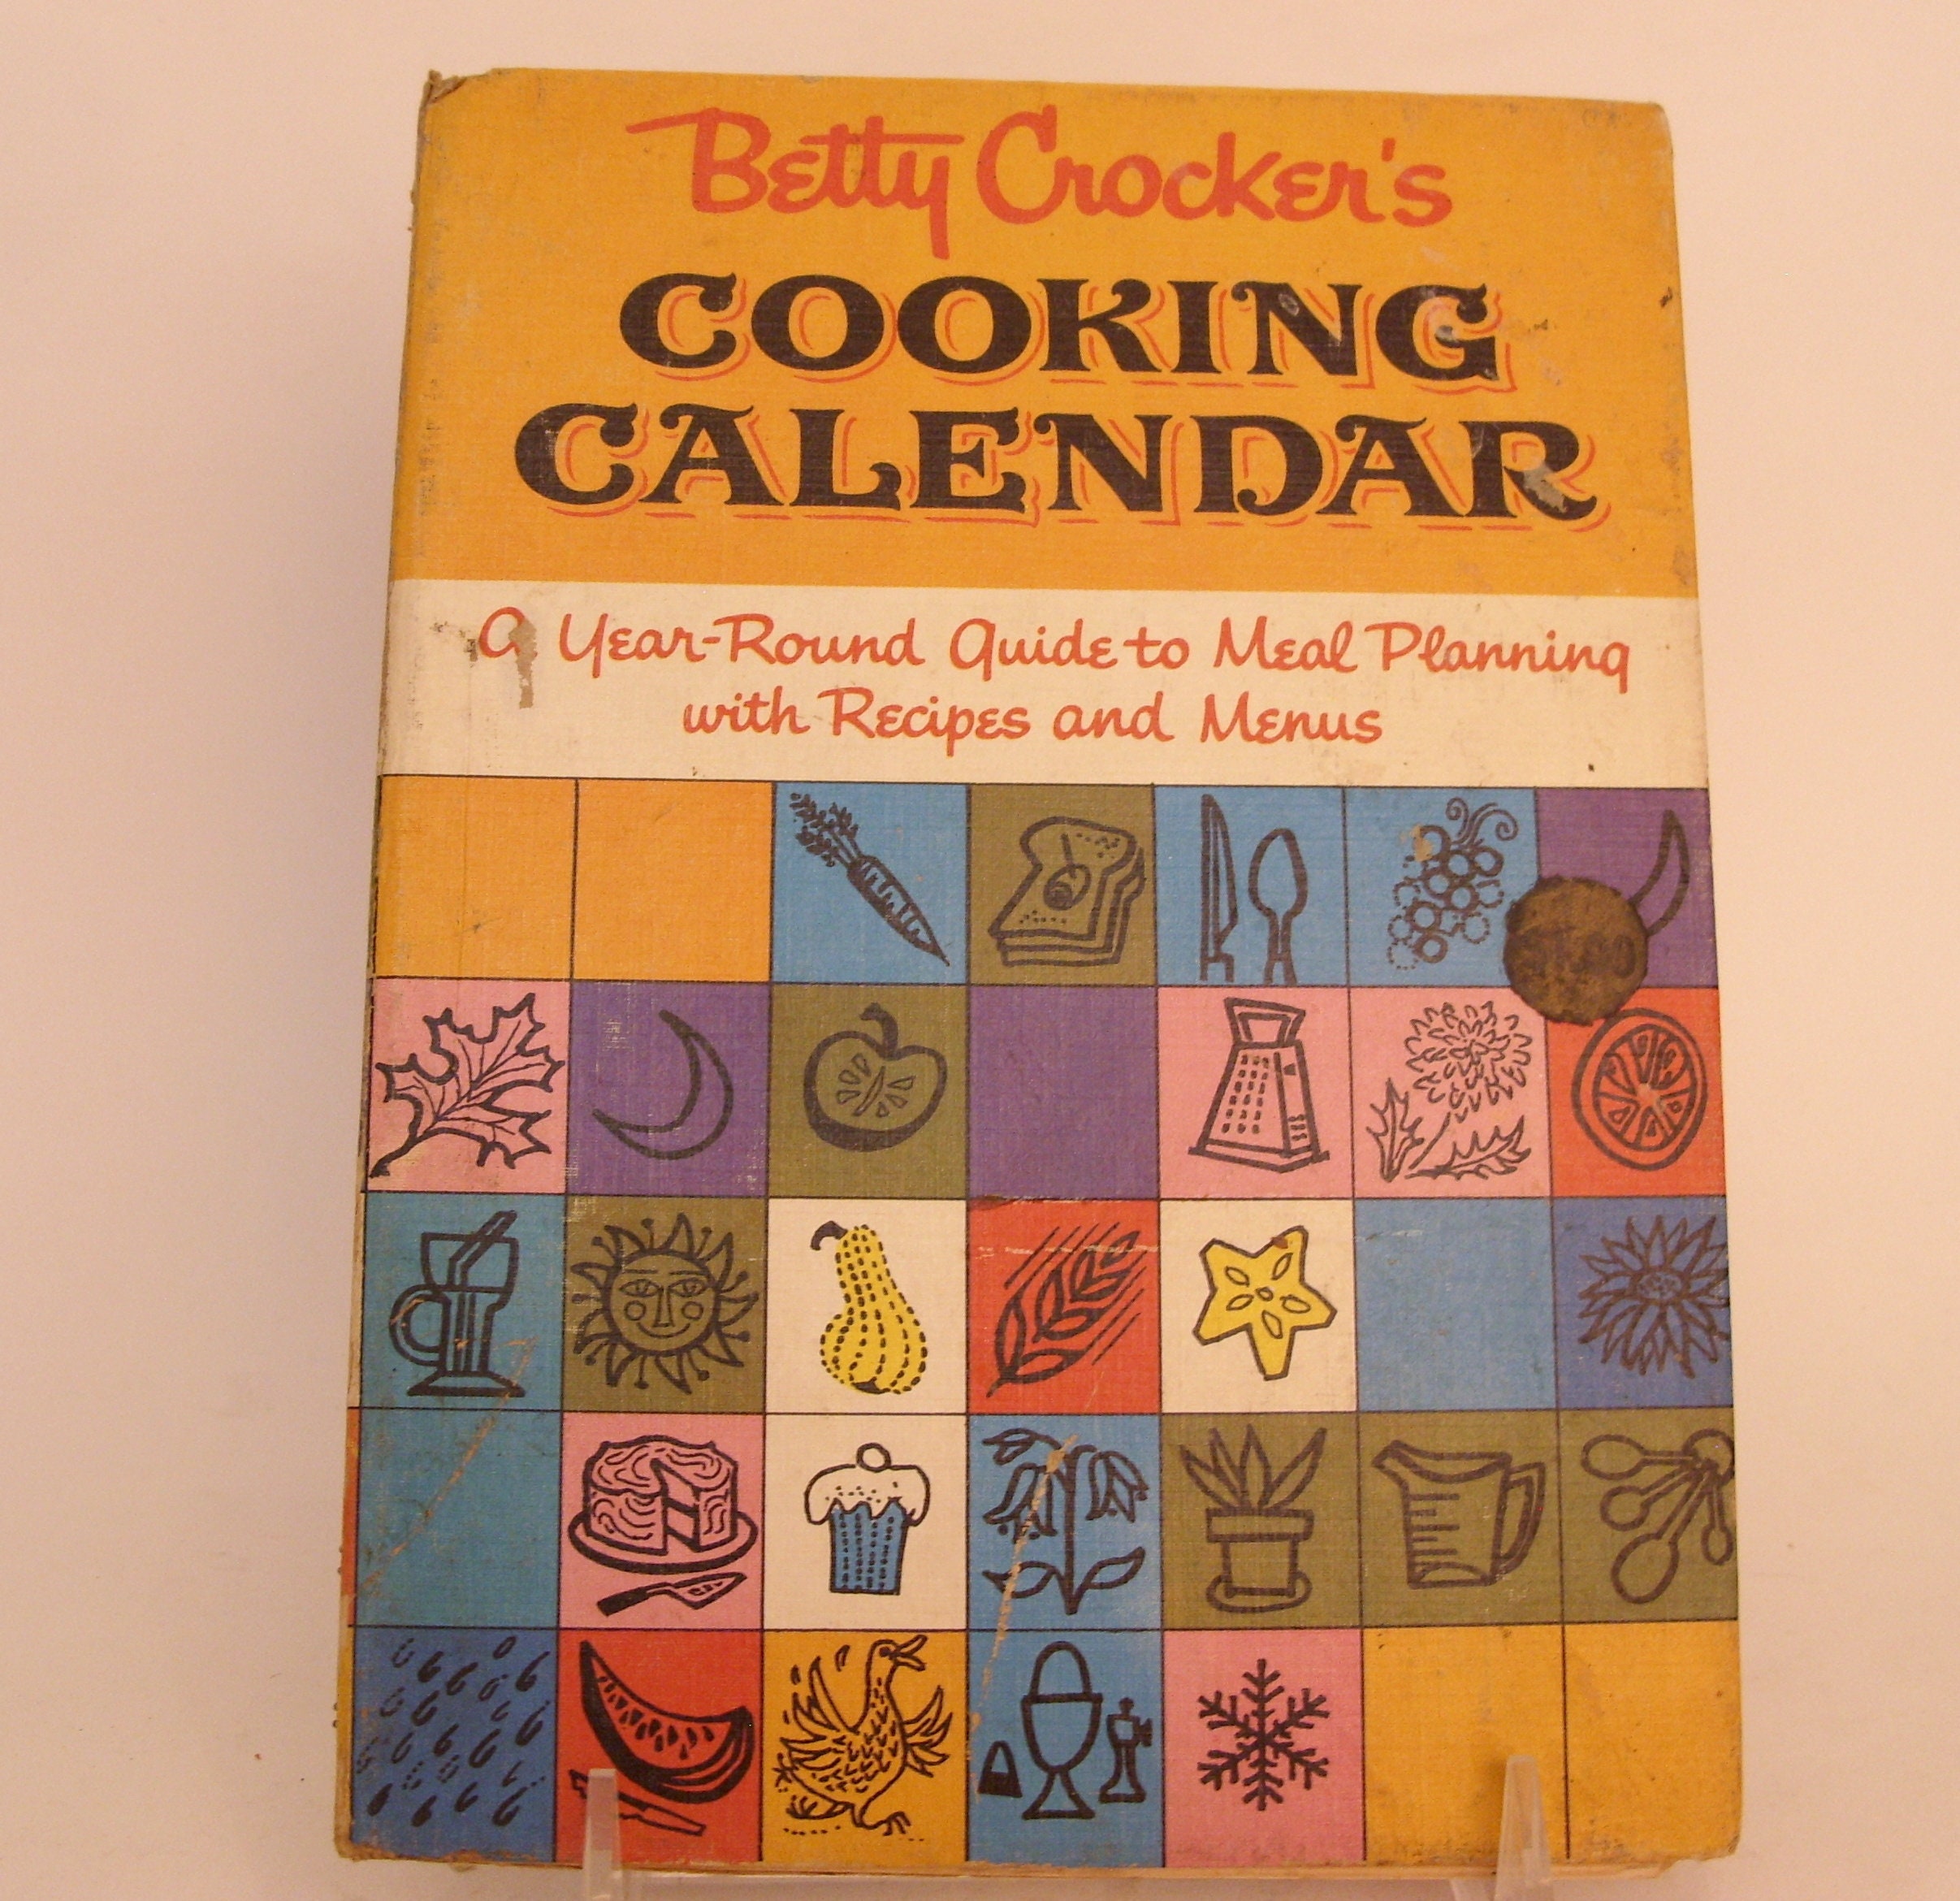 Betty Crocker's
COOKING
CALENDAR
A Year-Round Guide to Meal Planning
with Recipes and Menus